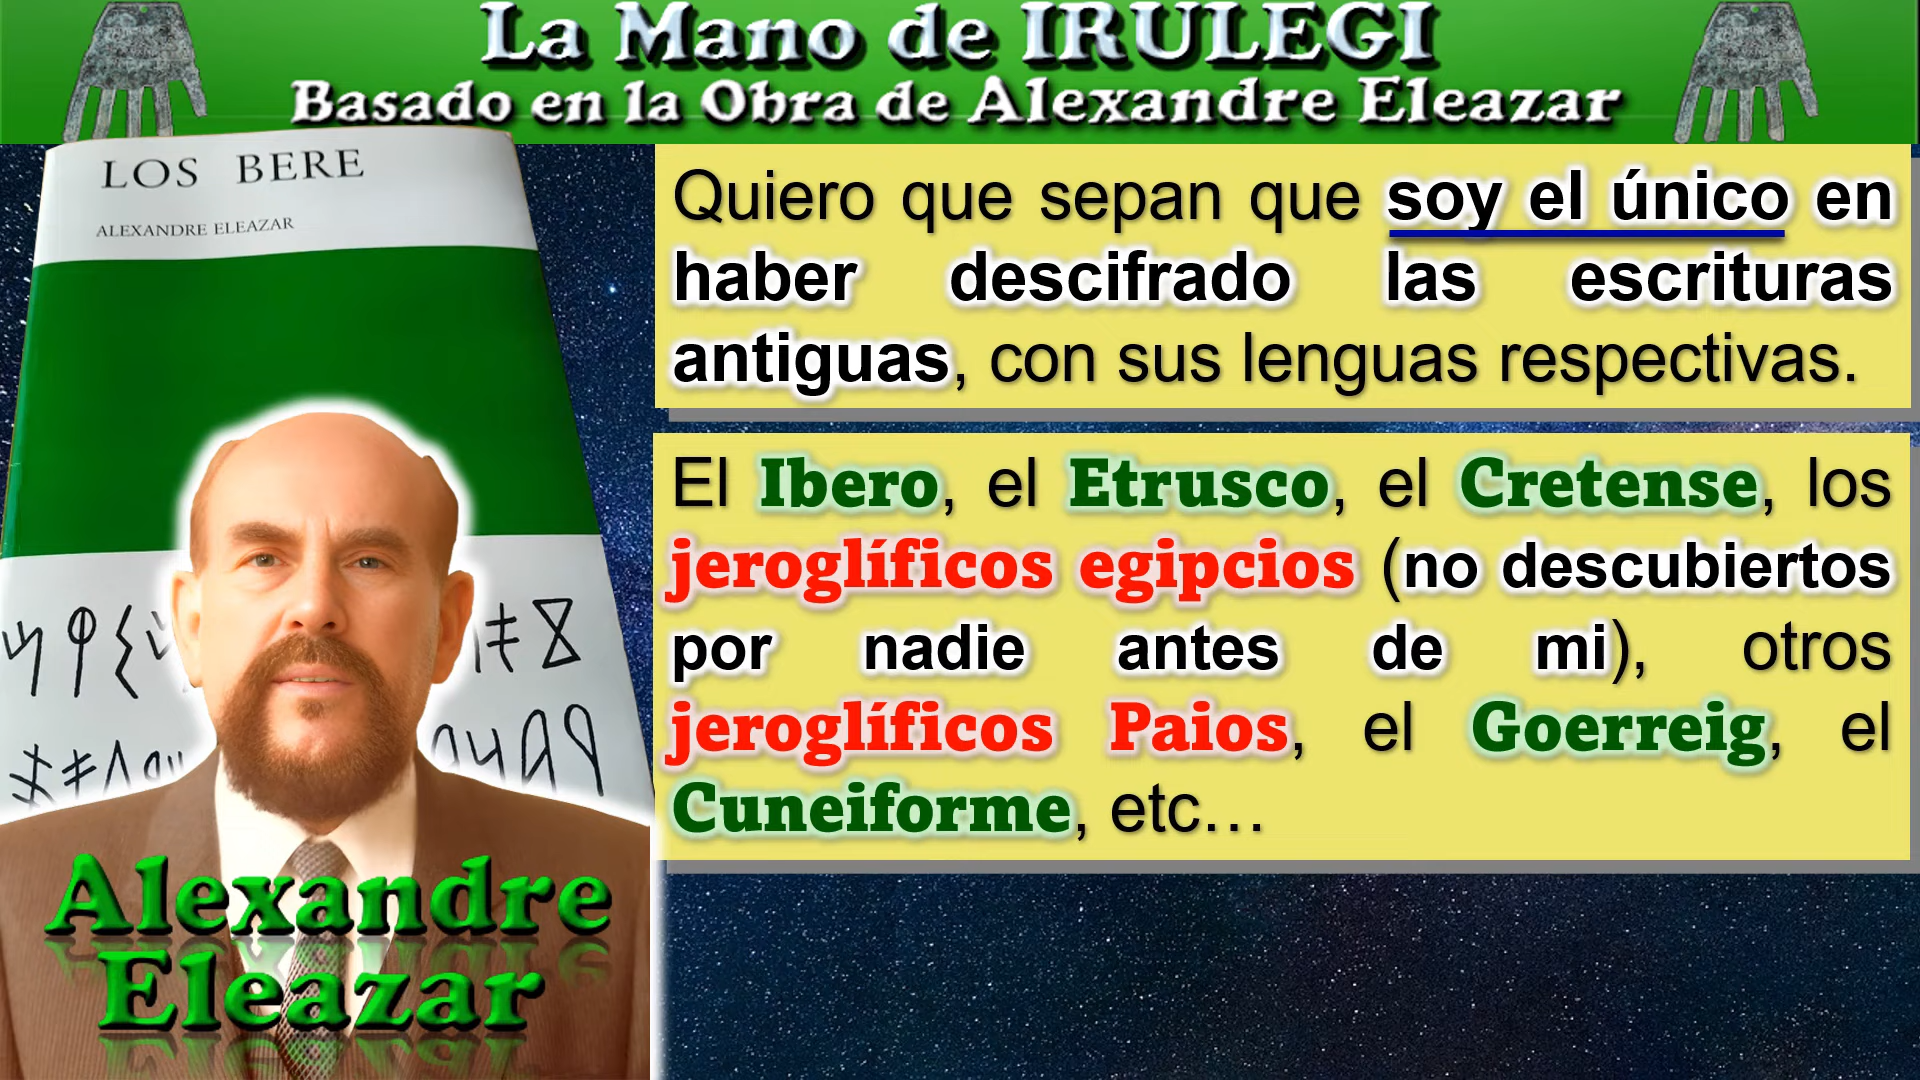 La Mano de IRULEGI
Basado en la Obra de Alexandre Eleazar
LOS BERE
ALEXANDRE ELEAZAR
Quiero que sepan que soy el único en
haber descifrado las escrituras
antiguas, con sus lenguas respectivas.
El Ibero, el Etrusco, el Cretense, los
jeroglíficos egipcios (no descubiertos
por nadie antes de mi), otros
jeroglíficos Paios, el Goerreig, el
Cuneiforme, etc…
Alexandre
Eleazar